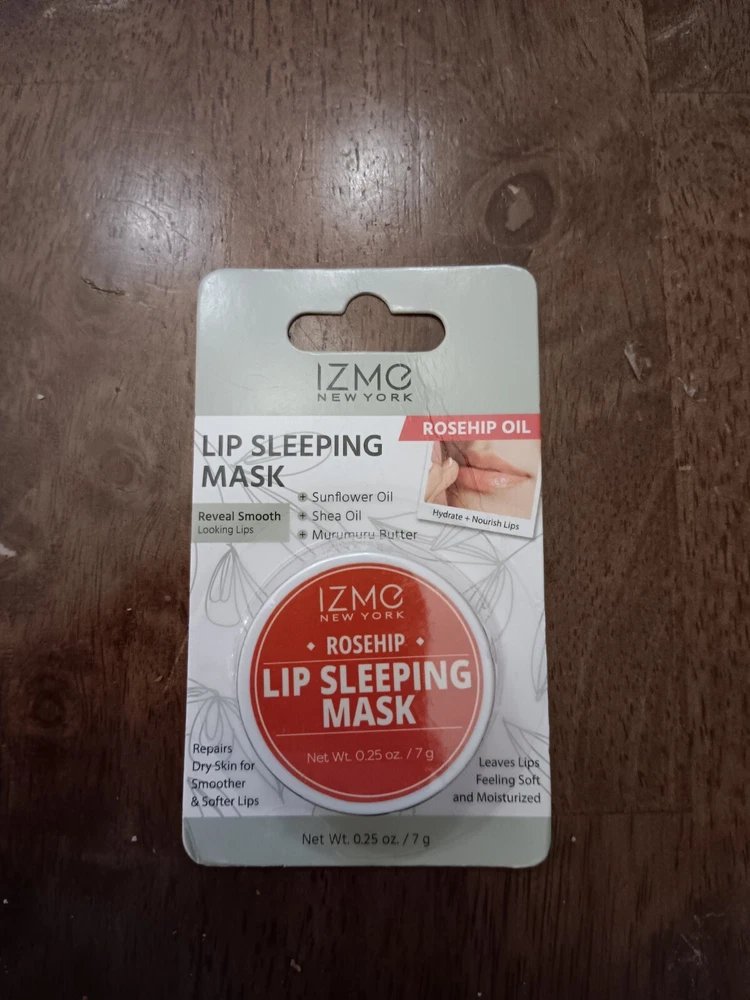 IZMe
NEW YORK
ROSEHIP OIL
LIP SLEEPING
MASK
Sunflower Oil
Shea Oil
Murumuru Butter
Reveal Smooth
Looking Lips
Hydrate + Nourish Lips
IZMe
NEW YORK
ROSEHIP
LIP SLEEPING
MASK
Net Wt. 0.25 oz. / 7 g
Repairs
Dry Skin for
Smoother
& Softer Lips
Leaves Lips
Feeling Soft
and Moisturized
Net Wt. 0.25 oz. / 7 g